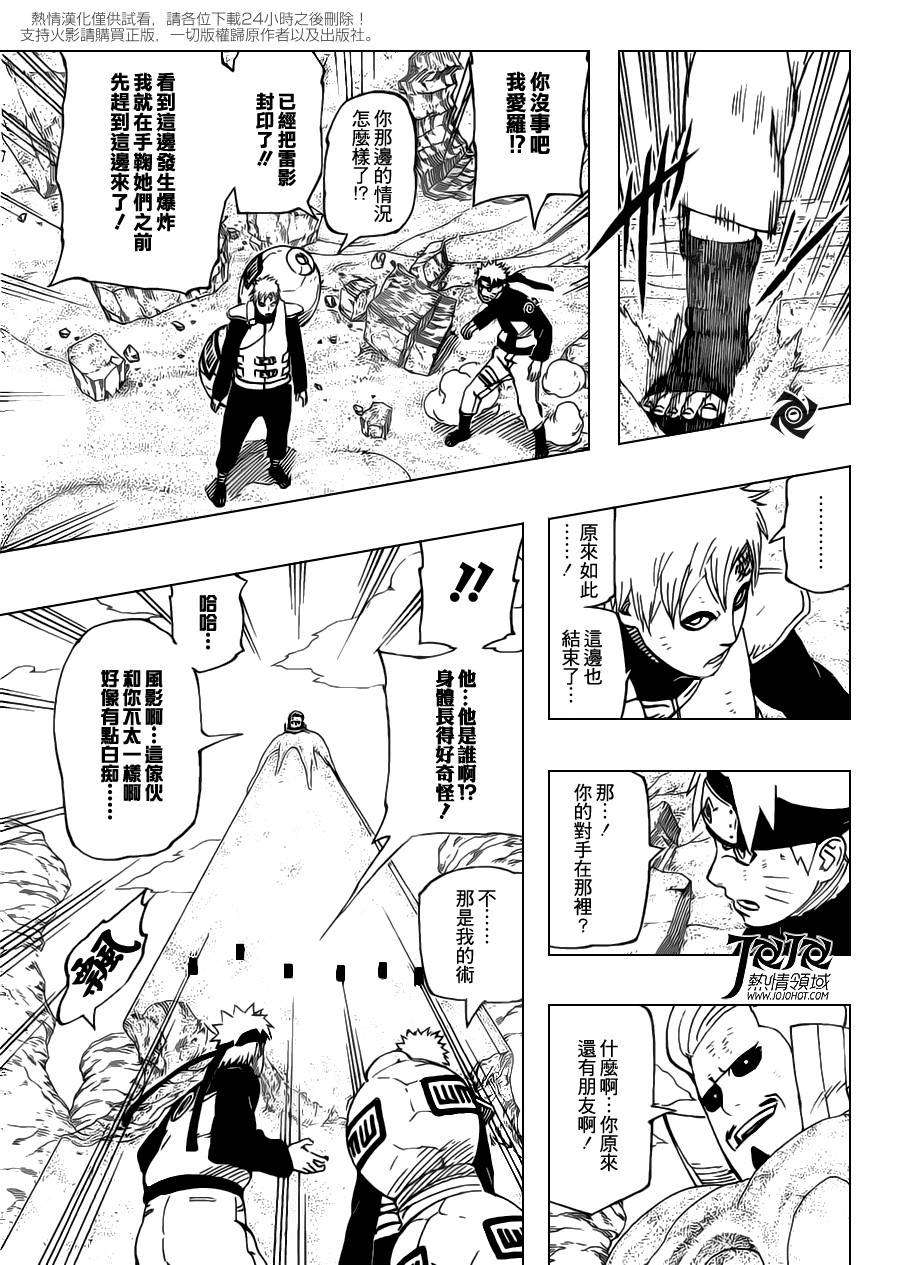 熱情漢化僅供試看，請各位下載24小時之後刪除！
支持火影請購買正版，一切版權歸原作者以及出版社。
你沒事吧
我愛羅!?
你那邊的情況
怎麼樣了!?
已經把雷影
封印了!!
看到這邊發生爆炸
我就在手鞠她們之前
先趕到這邊來了！
………
原來如此
……！
這邊也
結束了…
那…！
你的對手在那裡？
什麼啊…你原來
還有朋友啊！
!!
他…他是誰啊!?
身體長得好奇怪！
不……
那是我的術
哈哈…
風影啊…這傢伙
和你不太一樣啊
好像有點白痴……
JOJO
熱情領域
WWW.JOJOHOT.COM